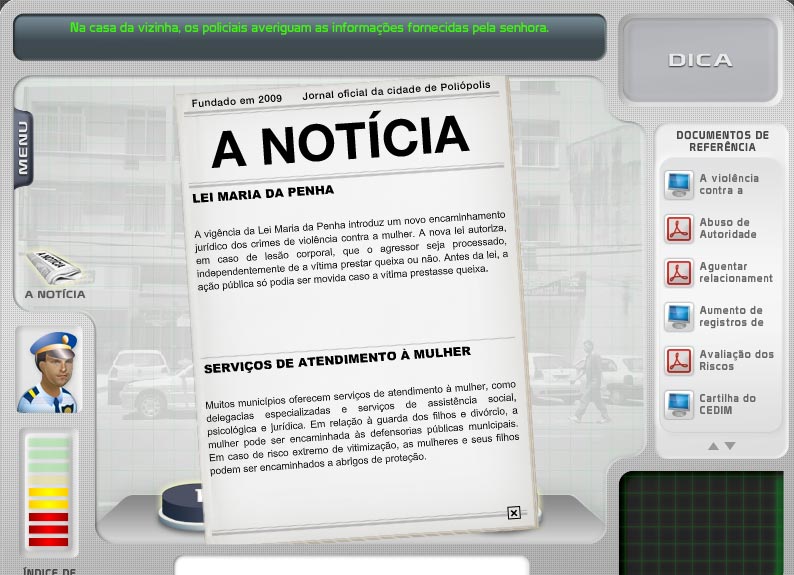 Na casa da vizinha, os policiais averiguam as informações fornecidas pela senhora.
DICA
MENU
Fundado em 2009 Jornal oficial da cidade de Poliópolis
A NOTÍCIA
LEI MARIA DA PENHA
A vigência da Lei Maria da Penha introduz um novo encaminhamento
jurídico dos crimes de violência contra a mulher. A nova lei autoriza,
em caso de lesão corporal, que o agressor seja processado,
independentemente de a vítima prestar queixa ou não. Antes da lei, a
ação pública só podia ser movida caso a vítima prestasse queixa.
SERVIÇOS DE ATENDIMENTO À MULHER
Muitos municípios oferecem serviços de atendimento à mulher, como
delegacias especializadas e serviços de assistência social,
psicológica e jurídica. Em relação à guarda dos filhos e divórcio, a
mulher pode ser encaminhada às defensorias públicas municipais.
Em caso de risco extremo de vitimização, as mulheres e seus filhos
podem ser encaminhados a abrigos de proteção.
A NOTÍCIA
A NOTÍCIA
DOCUMENTOS DE
REFERÊNCIA
A violência
contra a
Abuso de
Autoridade
Aguentar
relacionament
Aumento de
registros de
Avaliação dos
Riscos
Cartilha do
CEDIM
ÍNDICE DE